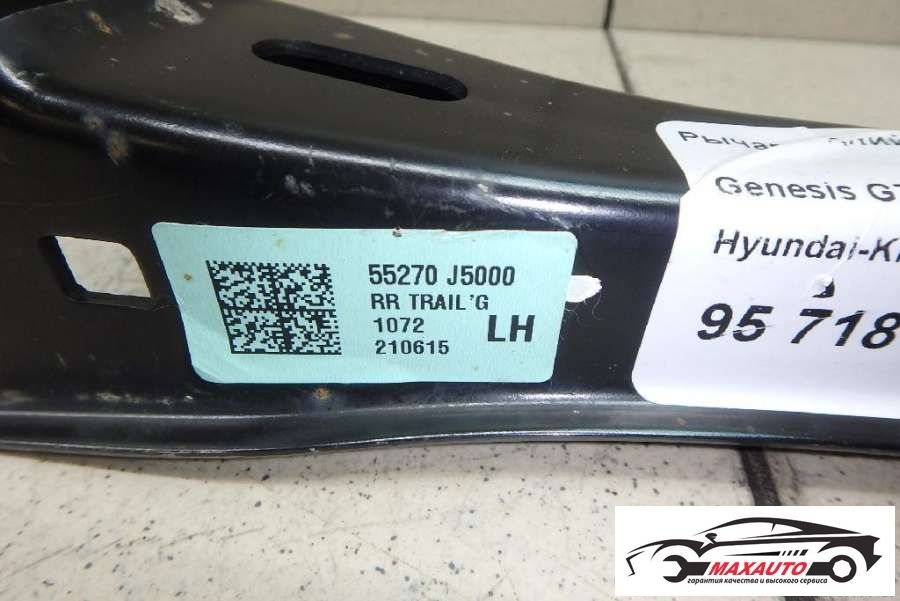 55270 J5000
RR TRAIL'G
1072
LH
210615
Genesis
Hyundai-
95 718
MAXAUTO
гарантия качества и высокого сервиса